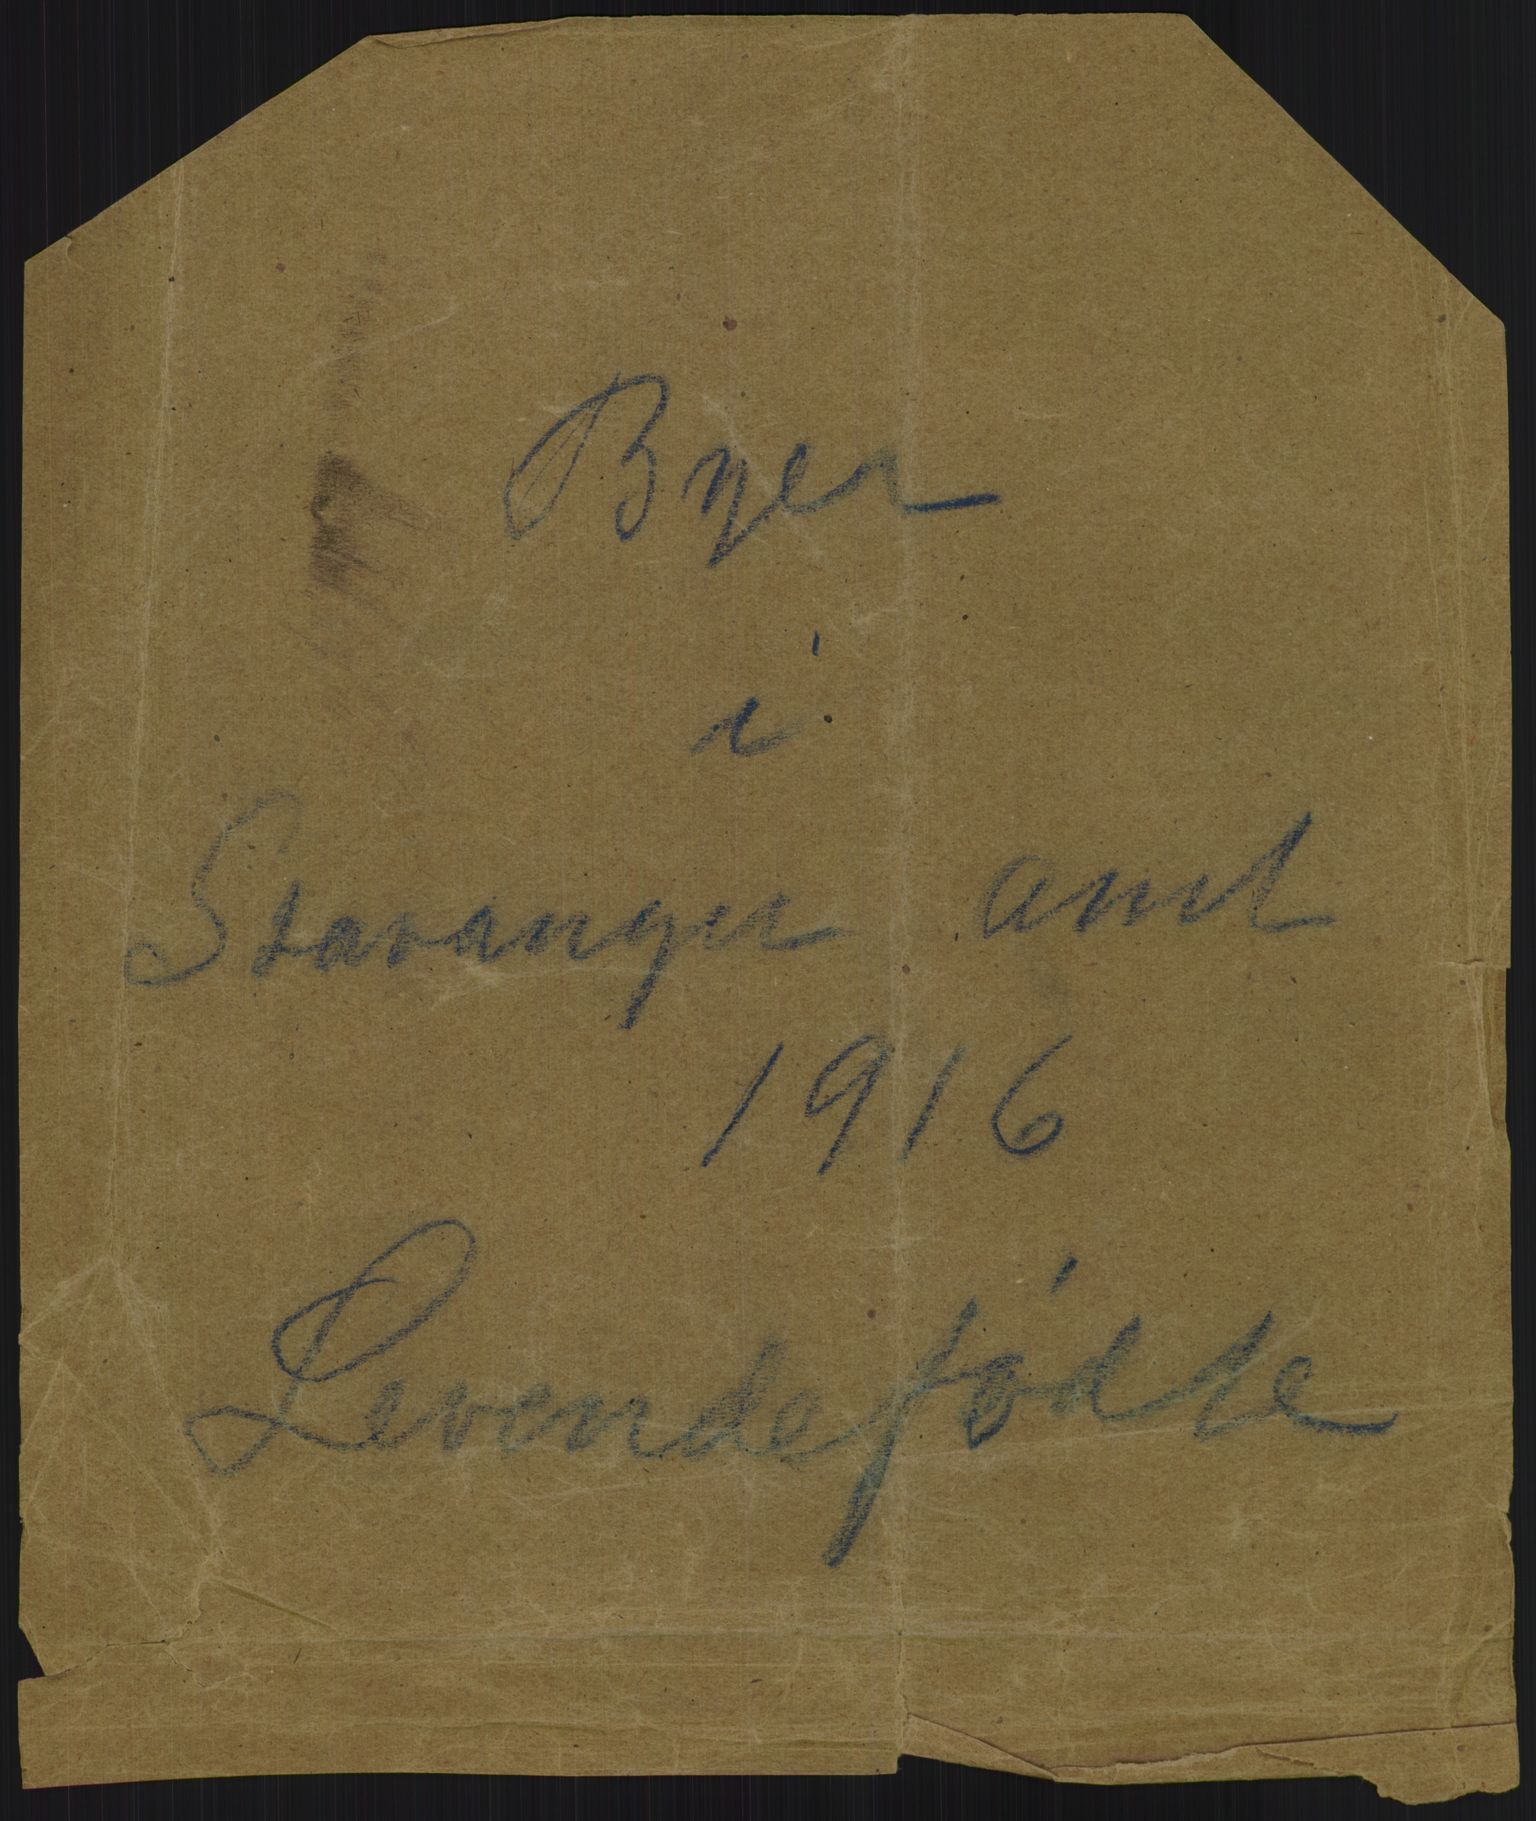 Byer
i
Stavanger amt
1916
Levendefødte